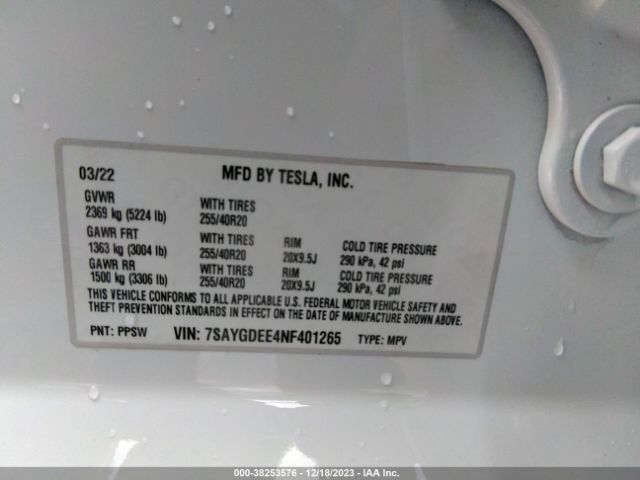 03/22 MFD BY TESLA, INC.
GVWR
2369 kg (5224 lb)
WITH TIRES
255/40R20
GAWR FRT
1363 kg (3004 lb)
WITH TIRES
255/40R20
RIM
20X9.5J
COLD TIRE PRESSURE
290 kPa, 42 psi
GAWR RR
1500 kg (3306 lb)
WITH TIRES
255/40R20
RIM
20X9.5J
COLD TIRE PRESSURE
290 kPa, 42 psi
THIS VEHICLE CONFORMS TO ALL APPLICABLE U.S. FEDERAL MOTOR VEHICLE SAFETY AND
THEFT PREVENTION STANDARDS IN EFFECT ON THE DATE OF MANUFACTURE SHOWN ABOVE.
PNT: PPSW VIN: 7SAYGDEE4NF401265 TYPE: MPV
000-38253576 - 12/18/2023 - IAA Inc.